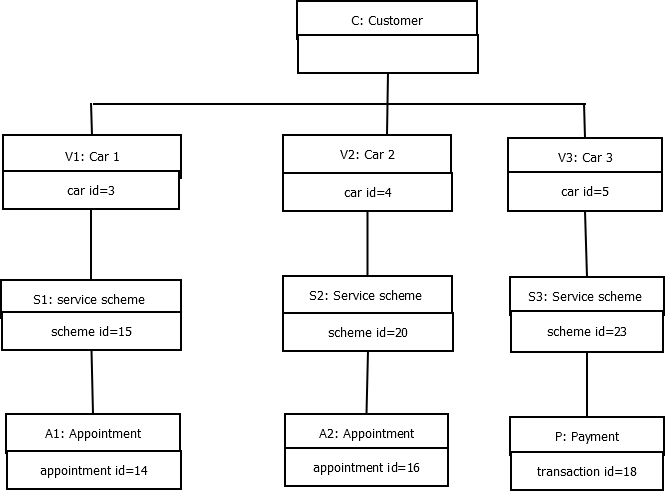 C: Customer
V1: Car 1
car id=3
V2: Car 2
car id=4
V3: Car 3
car id=5
S1: service scheme
scheme id=15
S2: Service scheme
scheme id=20
S3: Service scheme
scheme id=23
A1: Appointment
appointment id=14
A2: Appointment
appointment id=16
P: Payment
transaction id=18